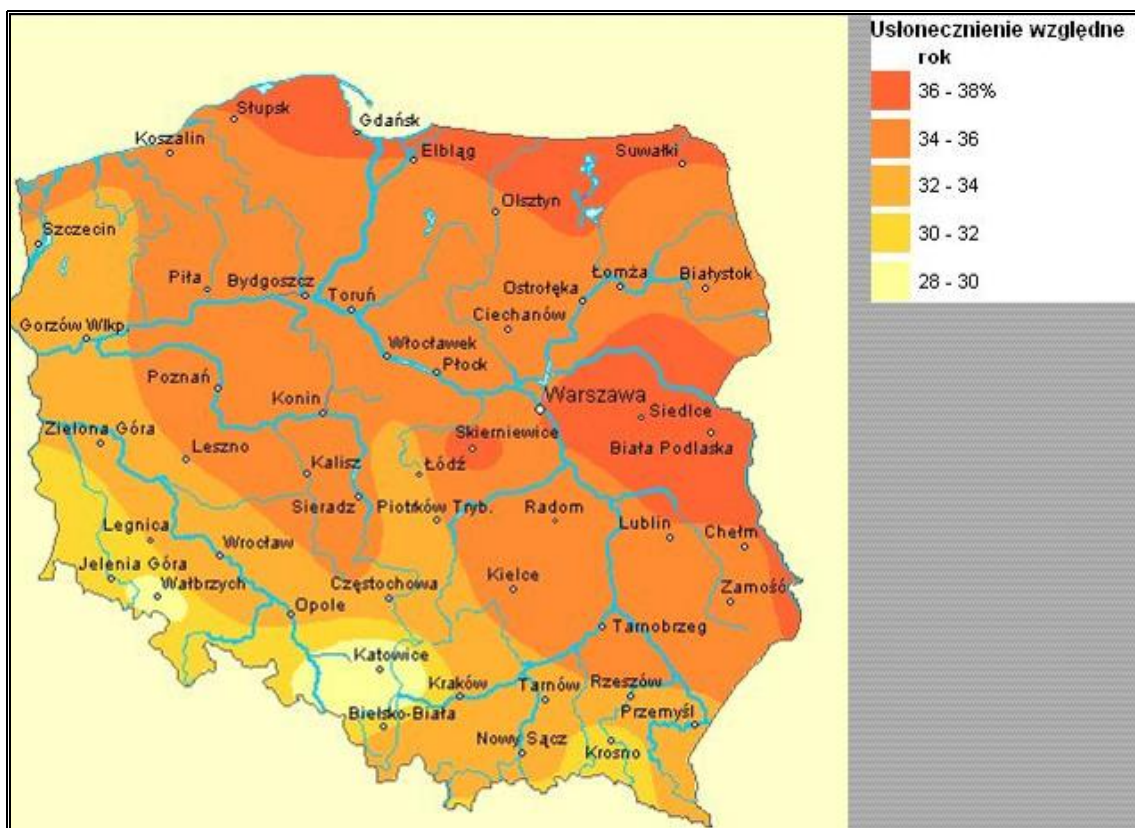 Usłonecznienie względne
rok
36 - 38%
34 - 36
32 - 34
30 - 32
28 - 30
Słupsk
Gdańsk
Koszalin
Elbląg
Suwałki
Olsztyn
Szczecin
Piła
Bydgoszcz
Toruń
Łomża
Białystok
Ostrołęka
Ciechanów
Gorzów Wlkp.
Włocławek
Płock
Poznań
Konin
Warszawa
Siedlce
Skierniewice
Biała Podlaska
Zielona Góra
Leszno
Kalisz
Łódź
Sieradz
Piotrków Tryb.
Radom
Lublin
Chełm
Legnica
Wrocław
Jelenia Góra
Wałbrzych
Częstochowa
Kielce
Zamość
Opole
Tarnobrzeg
Katowice
Kraków
Tarnów
Rzeszów
Bielsko-Biała
Przemyśl
Nowy Sącz
Krosno